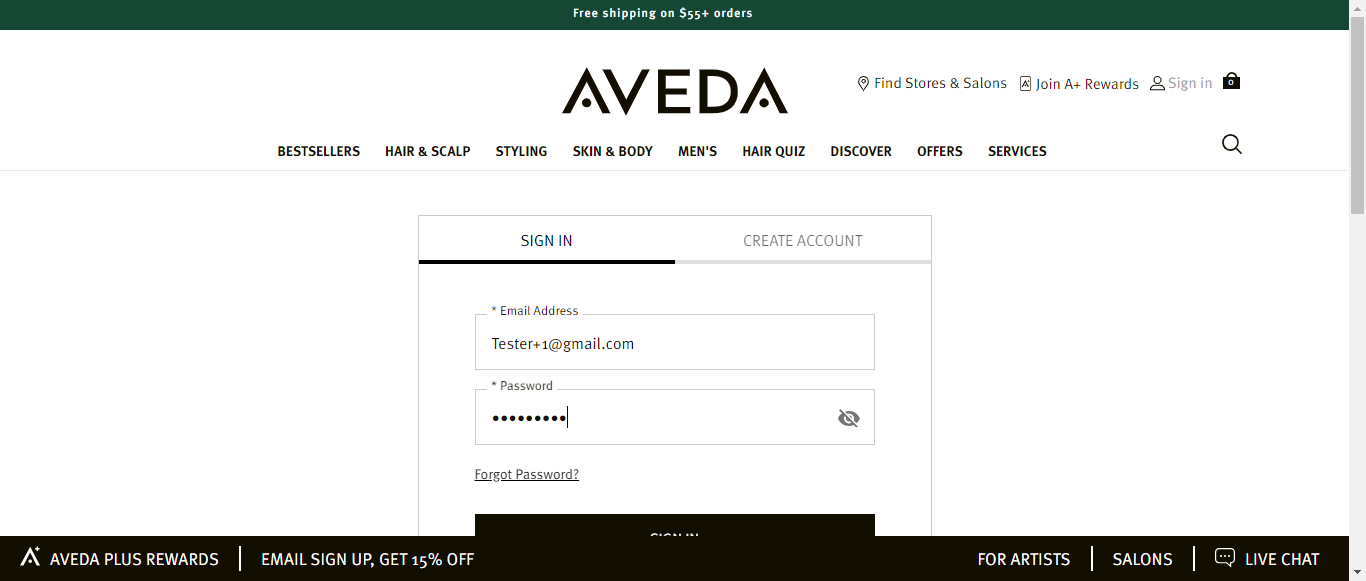 Free shipping on $55+ orders
AVEDA
Find Stores & Salons
Join A+ Rewards
Sign in
0
BESTSELLERS
HAIR & SCALP
STYLING
SKIN & BODY
MEN'S
HAIR QUIZ
DISCOVER
OFFERS
SERVICES
SIGN IN
CREATE ACCOUNT
* Email Address
Tester+1@gmail.com
* Password
•••••••••
Forgot Password?
SIGN IN
AVEDA PLUS REWARDS
EMAIL SIGN UP, GET 15% OFF
FOR ARTISTS
SALONS
LIVE CHAT